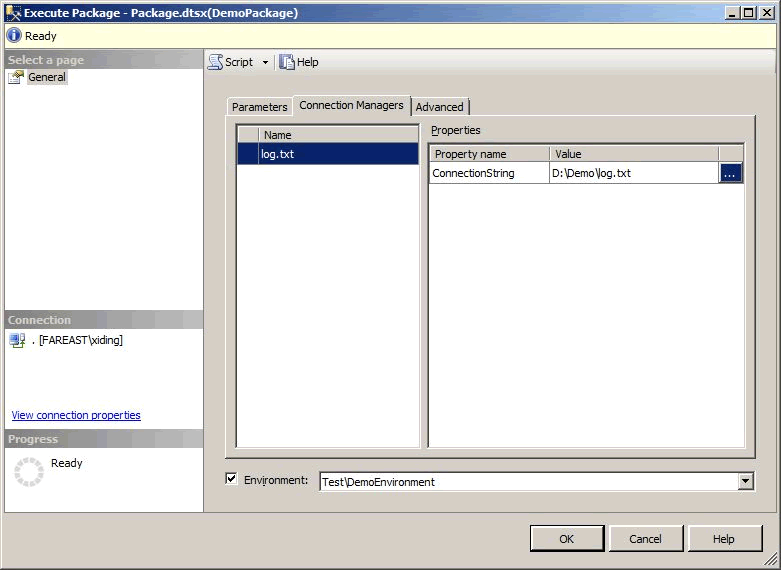 Execute Package - Package.dtsx(DemoPackage)
Ready
Select a page
General
Script
Help
Parameters
Connection Managers
Advanced
Name
log.txt
Properties
Property name
Value
ConnectionString
D:\Demo\log.txt
...
Connection
. [FAREAST\xiding]
View connection properties
Progress
Ready
Environment:
Test\DemoEnvironment
OK
Cancel
Help